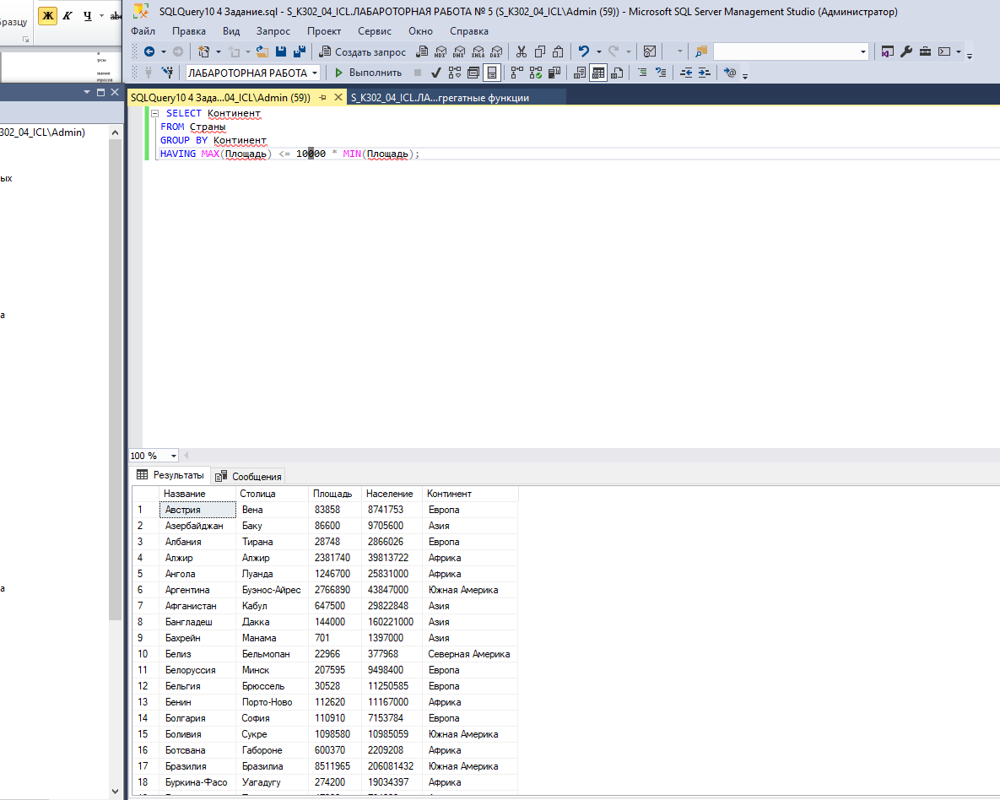 SQLQuery10 4 Задание.sql - S_K302_04_ICL.ЛАБАРОТОРНАЯ РАБОТА № 5 (S_K302_04_ICL\Admin (59)) - Microsoft SQL Server Management Studio (Администратор)
Ж К Ч abc
разцу
Файл Правка Вид Запрос Проект Сервис Окно Справка
Создать запрос MDX DMX XMLA DAX
ЛАБАРОТОРНАЯ РАБОТА Выполнить
SQLQuery10 4 Зада...04_ICL\Admin (59)) S_K302_04_ICL.ЛА...грегатные функции
302_04_ICL\Admin)
ых
а
а
SELECT Континент
FROM Страны
GROUP BY Континент
HAVING MAX(Площадь) <= 10000 * MIN(Площадь);
100 %
Результаты Сообщения
Название Столица Площадь Население Континент
1 Австрия Вена 83858 8741753 Европа
2 Азербайджан Баку 86600 9705600 Азия
3 Албания Тирана 28748 2866026 Европа
4 Алжир Алжир 2381740 39813722 Африка
5 Ангола Луанда 1246700 25831000 Африка
6 Аргентина Буэнос-Айрес 2766890 43847000 Южная Америка
7 Афганистан Кабул 647500 29822848 Азия
8 Бангладеш Дакка 144000 160221000 Азия
9 Бахрейн Манама 701 1397000 Азия
10 Белиз Бельмопан 22966 377968 Северная Америка
11 Белоруссия Минск 207595 9498400 Европа
12 Бельгия Брюссель 30528 11250585 Европа
13 Бенин Порто-Ново 112620 11167000 Африка
14 Болгария София 110910 7153784 Европа
15 Боливия Сукре 1098580 10985059 Южная Америка
16 Ботсвана Габороне 600370 2209208 Африка
17 Бразилия Бразилиа 8511965 206081432 Южная Америка
18 Буркина-Фасо Уагадугу 274200 19034397 Африка